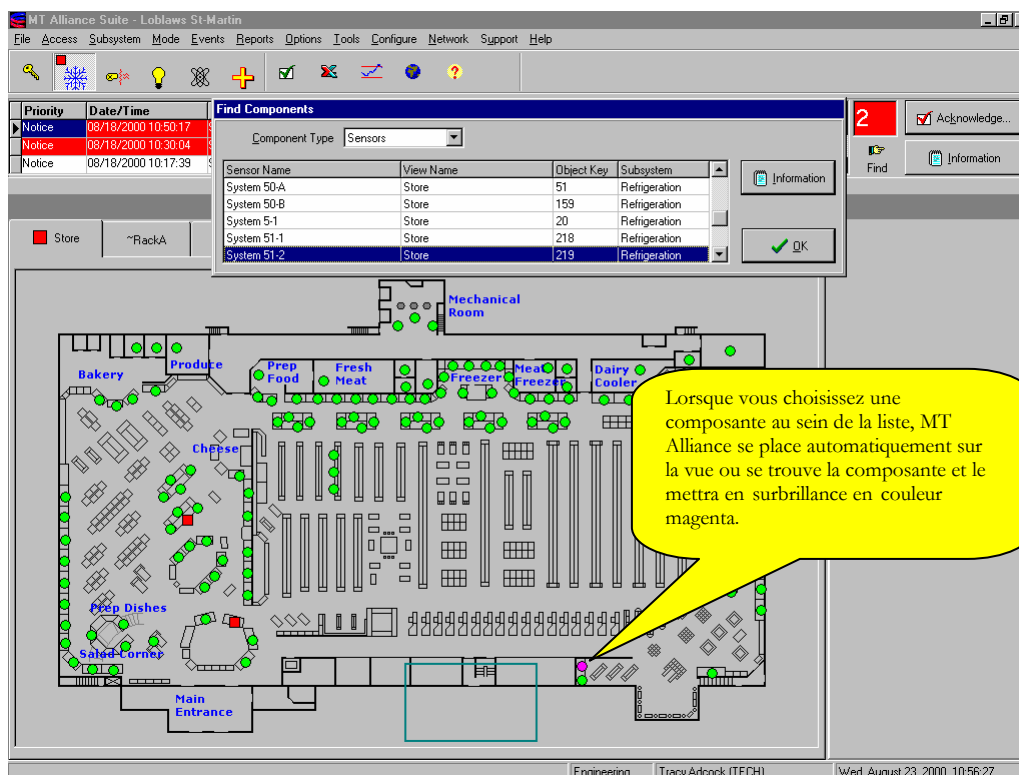 MT Alliance Suite - Loblaws St-Martin
File Access Subsystem Mode Events Reports Options Tools Configure Network Support Help
Priority Date/Time
Notice 08/18/2000 10:50:17
Notice 08/18/2000 10:30:04
Notice 08/18/2000 10:17:39
Find Components
Component Type Sensors
Sensor Name View Name Object Key Subsystem
System 50-A Store 51 Refrigeration
System 50-B Store 159 Refrigeration
System 5-1 Store 20 Refrigeration
System 51-1 Store 218 Refrigeration
System 51-2 Store 219 Refrigeration
Information
OK
2
Find
Acknowledge...
Information
Store
~RackA
Mechanical
Room
Bakery
Produce
Prep
Food
Fresh
Meat
Freezer
Meat
Freezer
Dairy
Cooler
Cheese
Prep Dishes
Salad Corner
Main
Entrance
Lorsque vous choisissez une
composante au sein de la liste, MT
Alliance se place automatiquement sur
la vue ou se trouve la composante et le
mettra en surbrillance en couleur
magenta.
Engineering Tracy Adcock (TECH) Wed, August 23, 2000 10:56:27